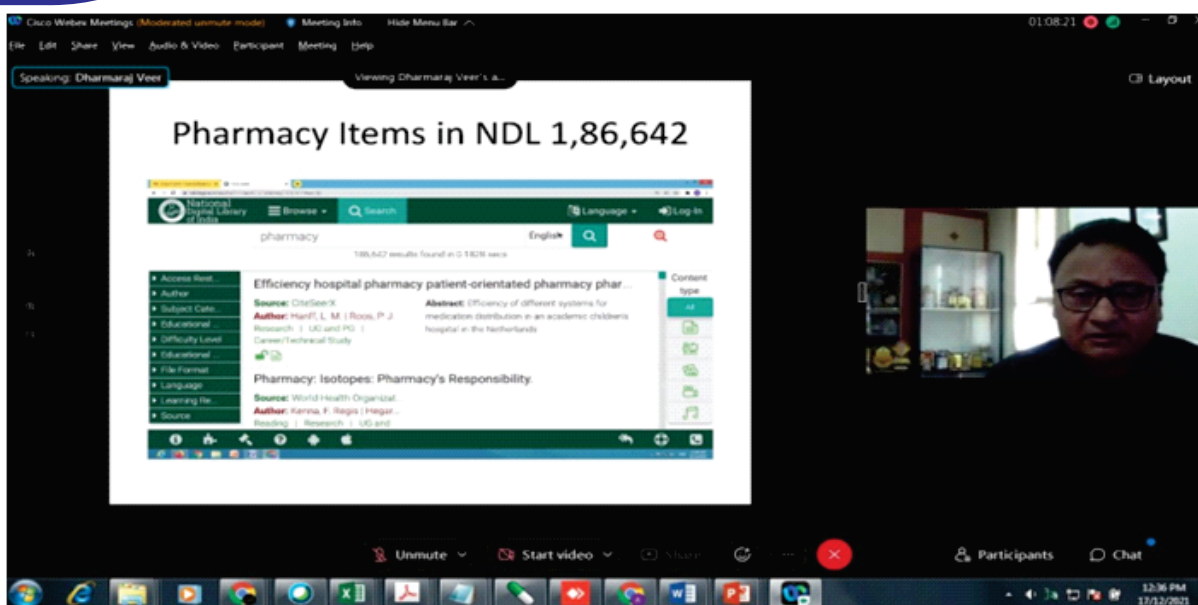 Cisco Webex Meetings (Moderated unmute mode) Meeting Info Hide Menu Bar
01:08:21
File Edit Share View Audio & Video Participant Meeting Help
Speaking: Dharmaraj Veer
Viewing Dharmaraj Veer's a...
Layout
Pharmacy Items in NDL 1,86,642
National Digital Library of India
Browse
Search
Language
Log In
pharmacy
English
186,642 results found in 0.1828 secs
Access Rest...
Author
Subject Cate...
Educational ...
Difficulty Level
Educational ...
File Format
Language
Learning Re...
Source
Efficiency hospital pharmacy patient-orientated pharmacy phar...
Source: CiteSeerX
Author: Hanff, L. M. | Roos, P. J.
Research | UG and PG |
Career/Technical Study
Abstract: Efficiency of different systems for
medication distribution in an academic children's
hospital in the Netherlands
Pharmacy: Isotopes: Pharmacy's Responsibility.
Source: World Health Organizat...
Author: Kenna, F. Regis | Hegar...
Reading | Research | UG and
Content
type
All
Unmute
Start video
Share
Participants
Chat
12:36 PM
17/12/2021